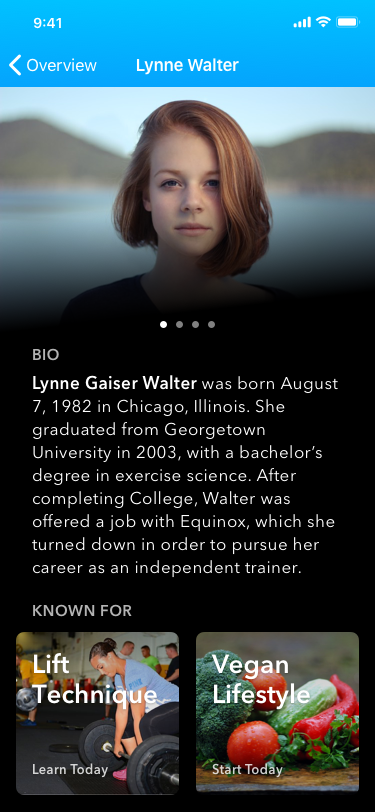 9:41
Overview
Lynne Walter
BIO
Lynne Gaiser Walter was born August
7, 1982 in Chicago, Illinois. She
graduated from Georgetown
University in 2003, with a bachelor’s
degree in exercise science. After
completing College, Walter was
offered a job with Equinox, which she
turned down in order to pursue her
career as an independent trainer.
KNOWN FOR
Lift
Technique
Learn Today
Vegan
Lifestyle
Start Today